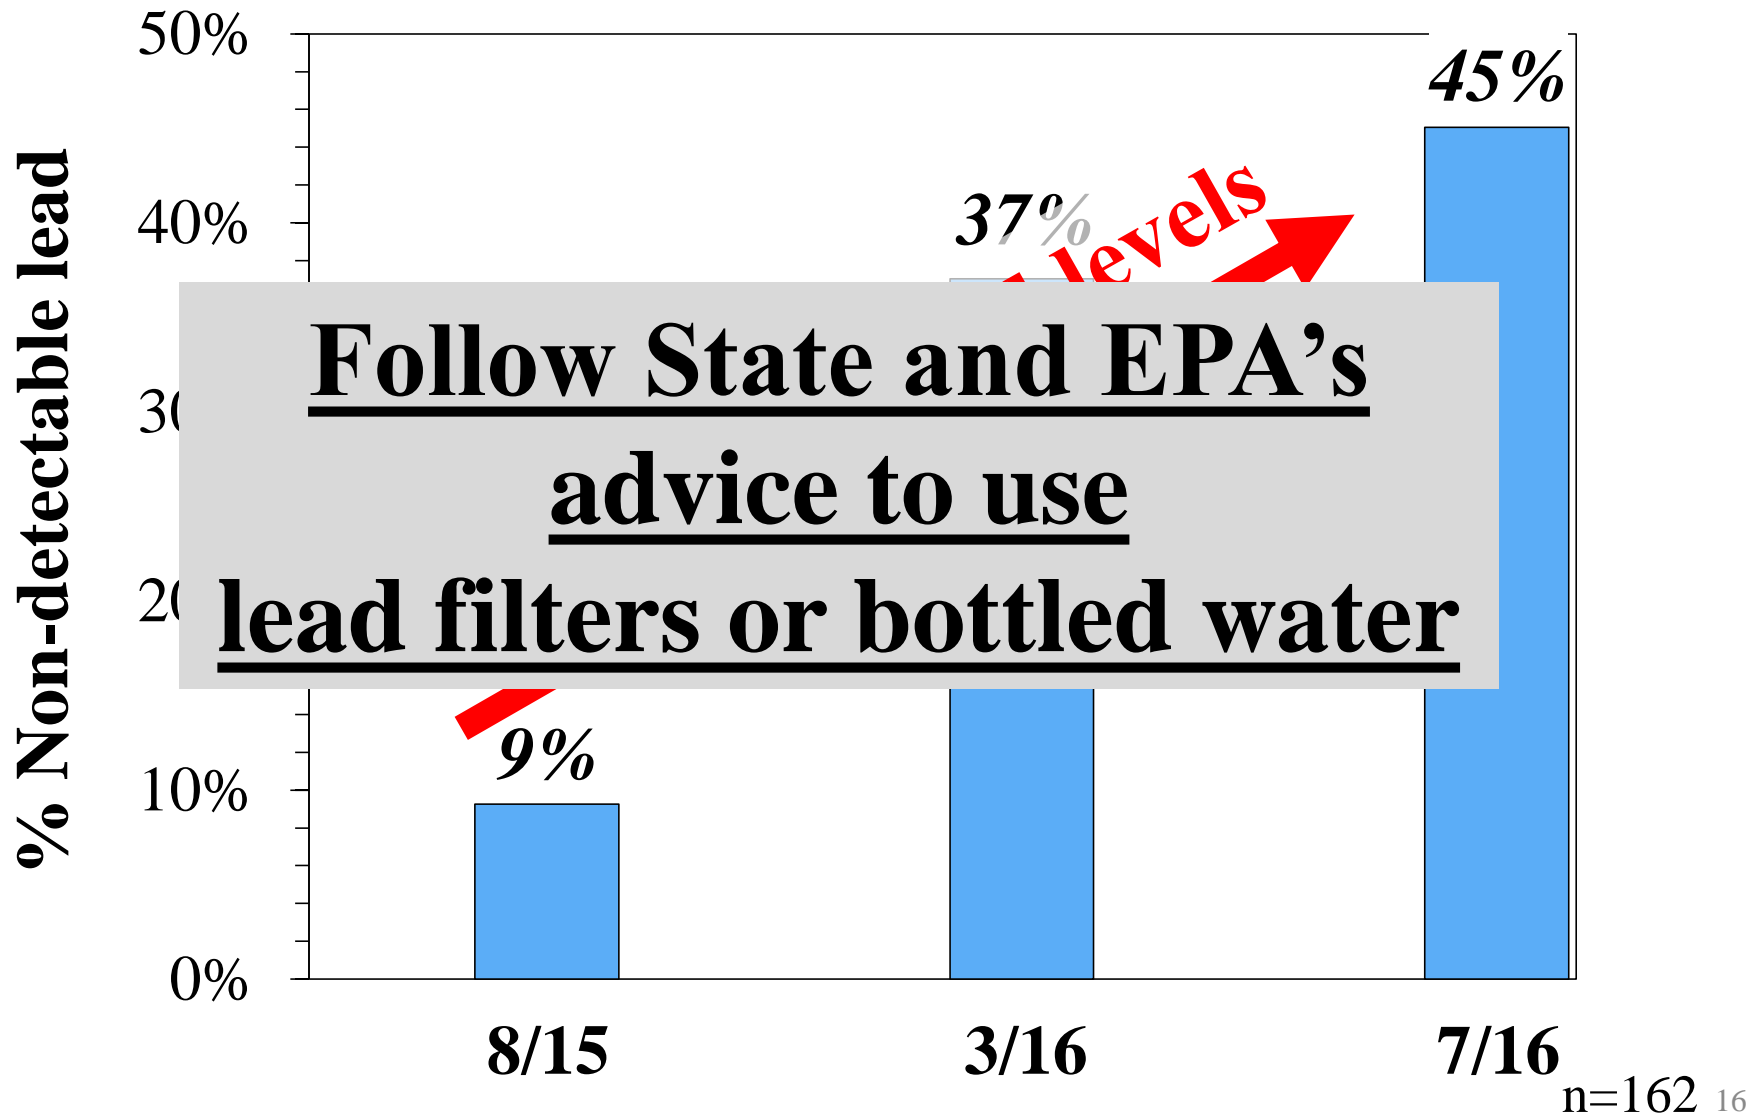 % Non-detectable lead
50%
40%
10%
0%
9%
37%
45%
levels
Follow State and EPA’s
advice to use
lead filters or bottled water
8/15
3/16
7/16
n=162
16